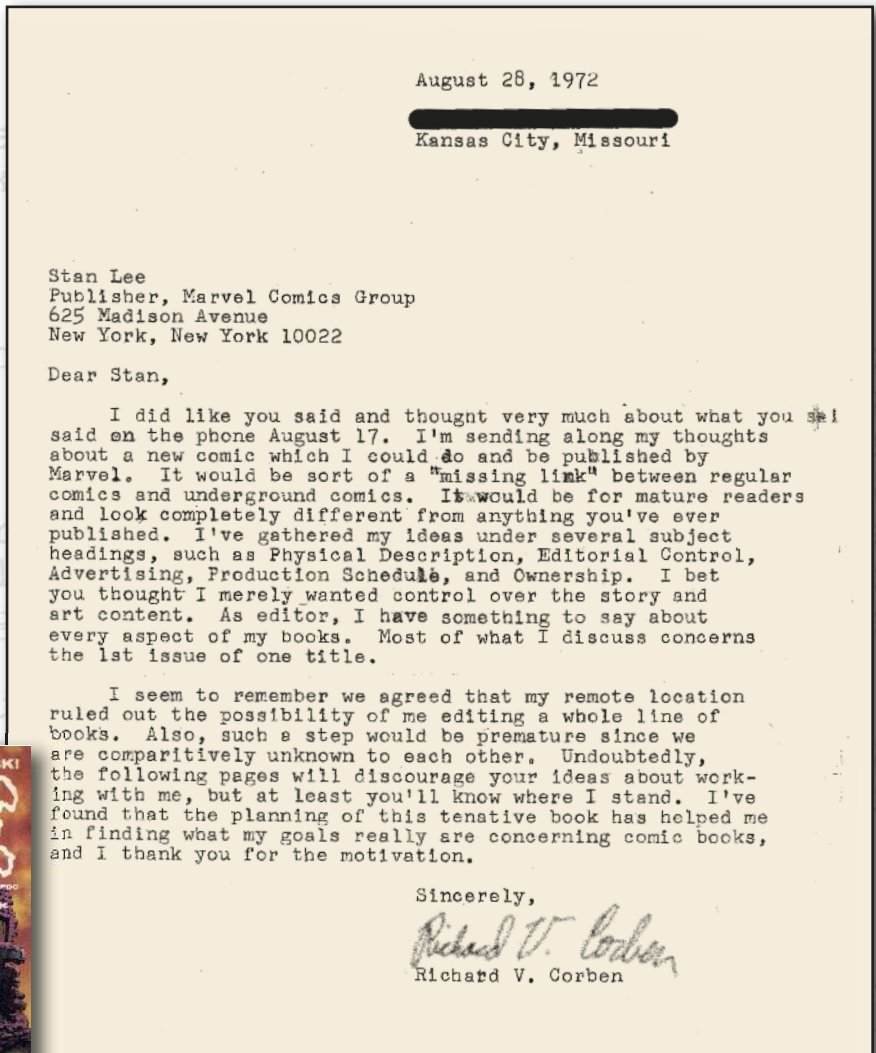 August 28, 1972
Kansas City, Missouri
Stan Lee
Publisher, Marvel Comics Group
625 Madison Avenue
New York, New York 10022
Dear Stan,
I did like you said and thought very much about what you
said on the phone August 17. I'm sending along my thoughts
about a new comic which I could do and be published by
Marvel. It would be sort of a "missing link" between regular
comics and underground comics. It would be for mature readers
and look completely different from anything you've ever
published. I've gathered my ideas under several subject
headings, such as Physical Description, Editorial Control,
Advertising, Production Schedule, and Ownership. I bet
you thought I merely wanted control over the story and
art content. As editor, I have something to say about
every aspect of my books. Most of what I discuss concerns
the 1st issue of one title.
I seem to remember we agreed that my remote location
ruled out the possibility of me editing a whole line of
books. Also, such a step would be premature since we
are comparitively unknown to each other. Undoubtedly,
the following pages will discourage your ideas about work-
ing with me, but at least you'll know where I stand. I've
found that the planning of this tenative book has helped me
in finding what my goals really are concerning comic books,
and I thank you for the motivation.
Sincerely,
Richard V. Corben
Richard V. Corben